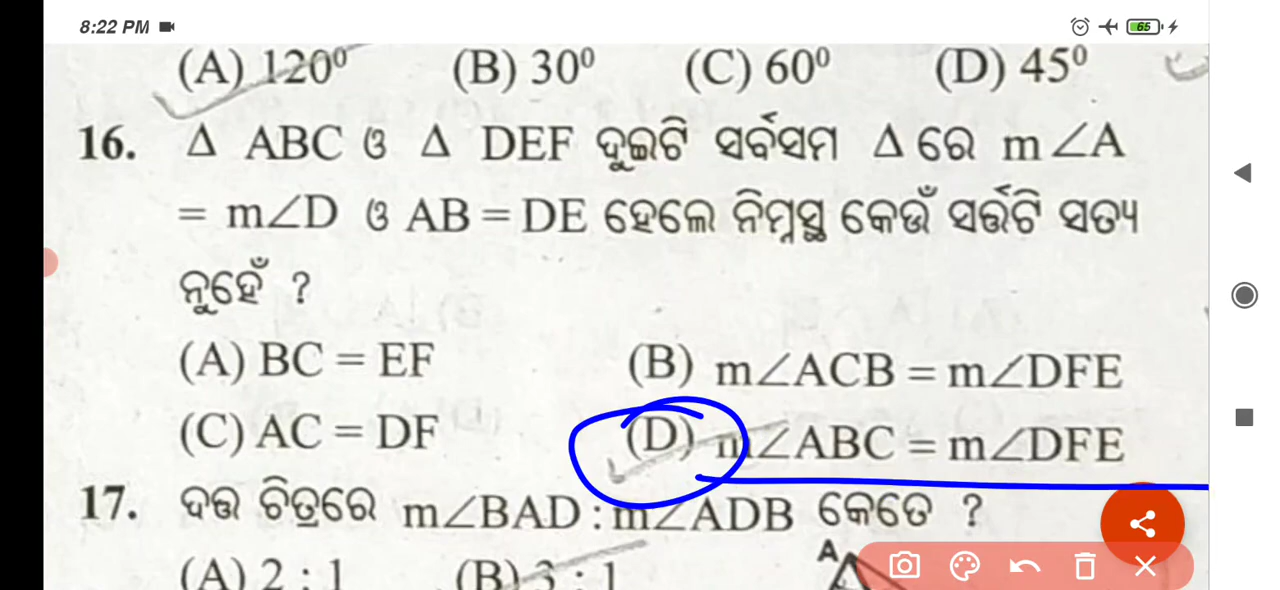 8:22 PM
65
(A) 120⁰ (B) 30⁰ (C) 60⁰ (D) 45⁰
16. Δ ABC ଓ Δ DEF ଦୁଇଟି ସର୍ବସମ Δ ରେ m∠A
= m∠D ଓ AB = DE ହେଲେ ନିମ୍ନସ୍ଥ କେଉଁ ସର୍ତ୍ତଟି ସତ୍ୟ
ନୁହେଁ ?
(A) BC = EF (B) m∠ACB = m∠DFE
(C) AC = DF (D) m∠ABC = m∠DFE
17. ଦତ୍ତ ଚିତ୍ରରେ m∠BAD : m∠ADB କେତେ ?
(A) 2 : 1 (B) 3 : 1
A